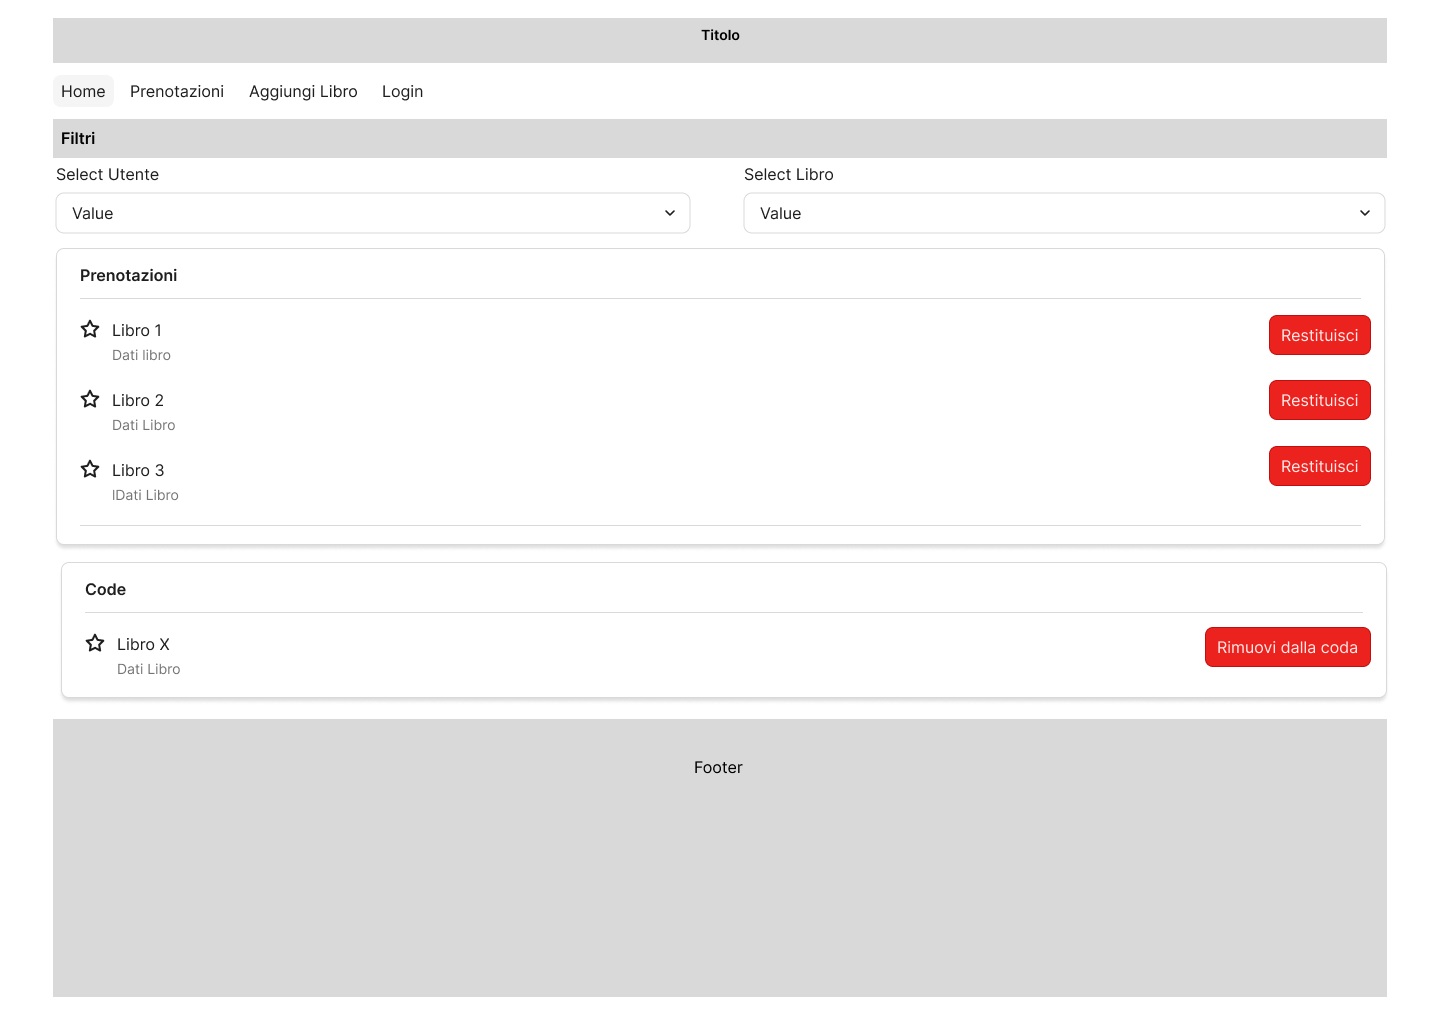 Titolo
Home Prenotazioni Aggiungi Libro Login
Filtri
Select Utente Select Libro
Value Value
Prenotazioni
Libro 1 Restituisci
Dati libro
Libro 2 Restituisci
Dati Libro
Libro 3 Restituisci
lDati Libro
Code
Libro X Rimuovi dalla coda
Dati Libro
Footer